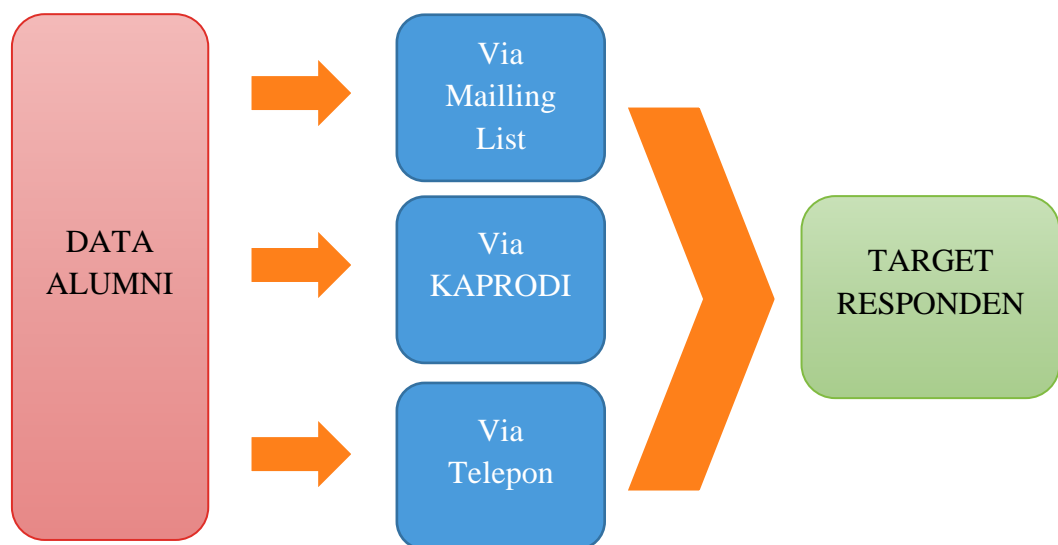 DATA
ALUMNI
Via
Mailling
List
Via
KAPRODI
Via
Telepon
TARGET
RESPONDEN